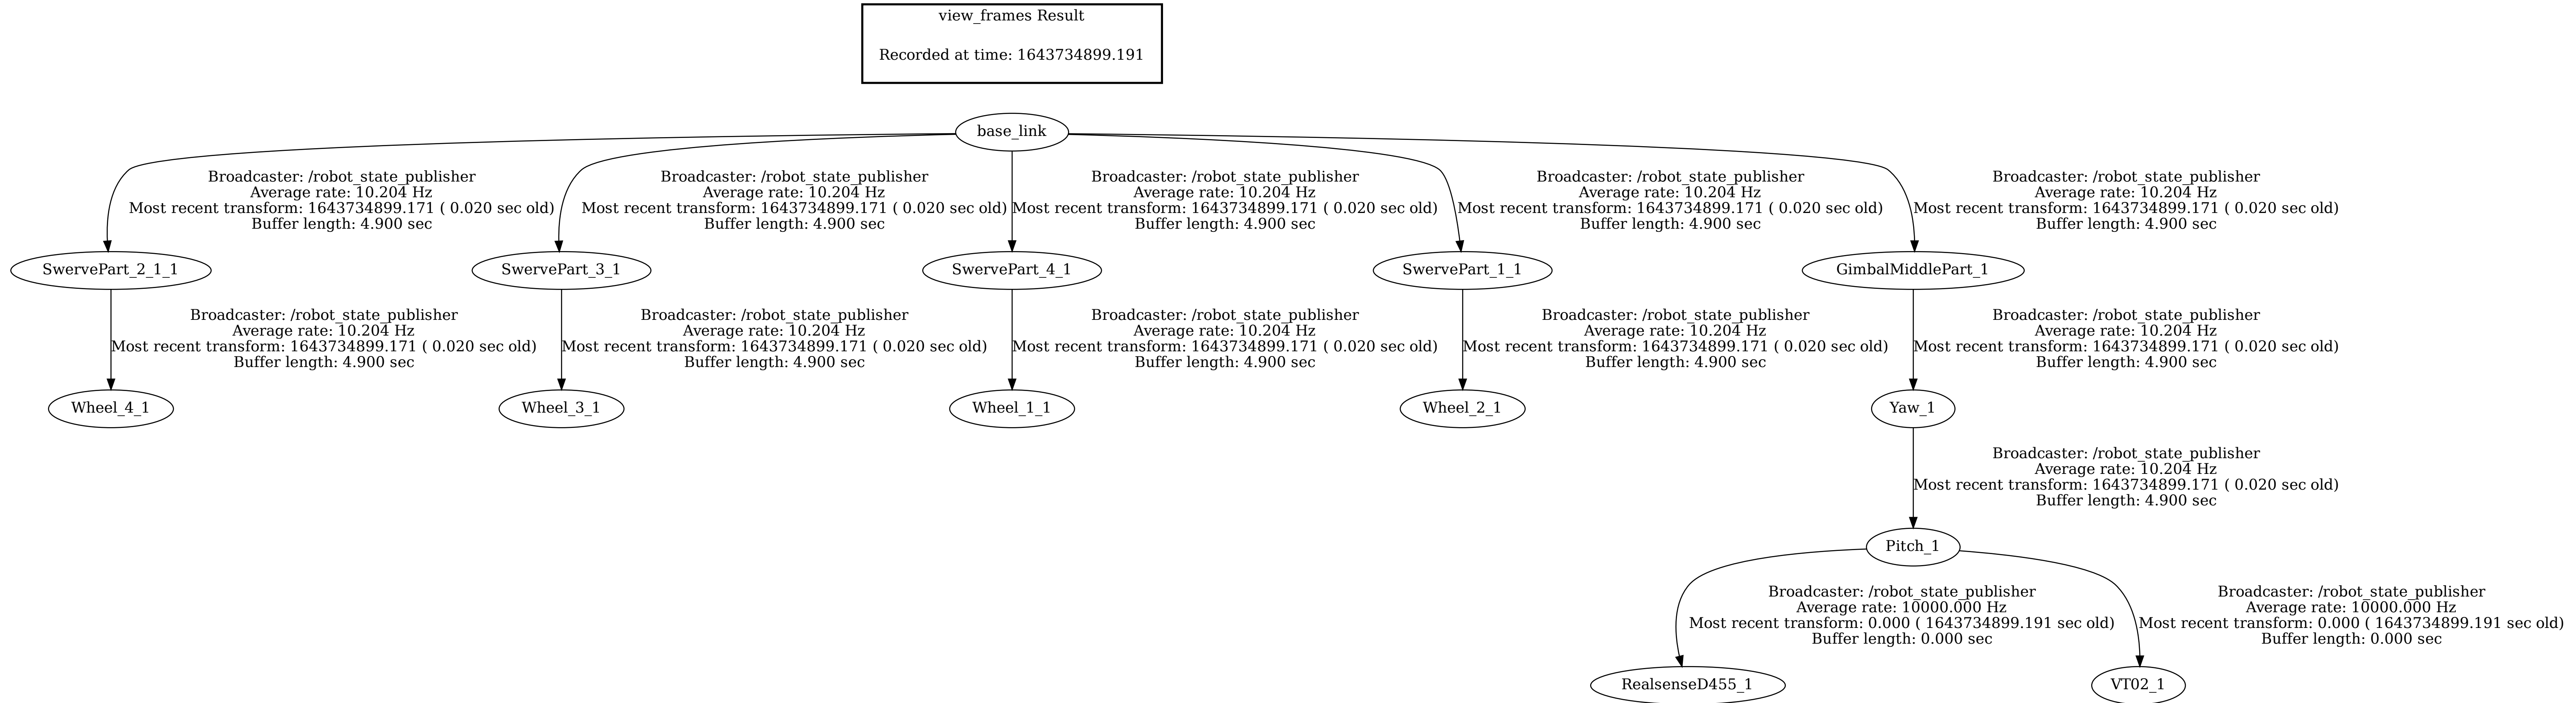 view_frames Result
Recorded at time: 1643734899.191
base_link
Broadcaster: /robot_state_publisher
Average rate: 10.204 Hz
Most recent transform: 1643734899.171 ( 0.020 sec old)
Buffer length: 4.900 sec
Broadcaster: /robot_state_publisher
Average rate: 10.204 Hz
Most recent transform: 1643734899.171 ( 0.020 sec old)
Buffer length: 4.900 sec
Broadcaster: /robot_state_publisher
Average rate: 10.204 Hz
Most recent transform: 1643734899.171 ( 0.020 sec old)
Buffer length: 4.900 sec
Broadcaster: /robot_state_publisher
Average rate: 10.204 Hz
Most recent transform: 1643734899.171 ( 0.020 sec old)
Buffer length: 4.900 sec
Broadcaster: /robot_state_publisher
Average rate: 10.204 Hz
Most recent transform: 1643734899.171 ( 0.020 sec old)
Buffer length: 4.900 sec
SwervePart_2_1_1
SwervePart_3_1
SwervePart_4_1
SwervePart_1_1
GimbalMiddlePart_1
Broadcaster: /robot_state_publisher
Average rate: 10.204 Hz
Most recent transform: 1643734899.171 ( 0.020 sec old)
Buffer length: 4.900 sec
Broadcaster: /robot_state_publisher
Average rate: 10.204 Hz
Most recent transform: 1643734899.171 ( 0.020 sec old)
Buffer length: 4.900 sec
Broadcaster: /robot_state_publisher
Average rate: 10.204 Hz
Most recent transform: 1643734899.171 ( 0.020 sec old)
Buffer length: 4.900 sec
Broadcaster: /robot_state_publisher
Average rate: 10.204 Hz
Most recent transform: 1643734899.171 ( 0.020 sec old)
Buffer length: 4.900 sec
Broadcaster: /robot_state_publisher
Average rate: 10.204 Hz
Most recent transform: 1643734899.171 ( 0.020 sec old)
Buffer length: 4.900 sec
Wheel_4_1
Wheel_3_1
Wheel_1_1
Wheel_2_1
Yaw_1
Broadcaster: /robot_state_publisher
Average rate: 10.204 Hz
Most recent transform: 1643734899.171 ( 0.020 sec old)
Buffer length: 4.900 sec
Pitch_1
Broadcaster: /robot_state_publisher
Average rate: 10000.000 Hz
Most recent transform: 0.000 ( 1643734899.191 sec old)
Buffer length: 0.000 sec
Broadcaster: /robot_state_publisher
Average rate: 10000.000 Hz
Most recent transform: 0.000 ( 1643734899.191 sec old)
Buffer length: 0.000 sec
RealsenseD455_1
VT02_1